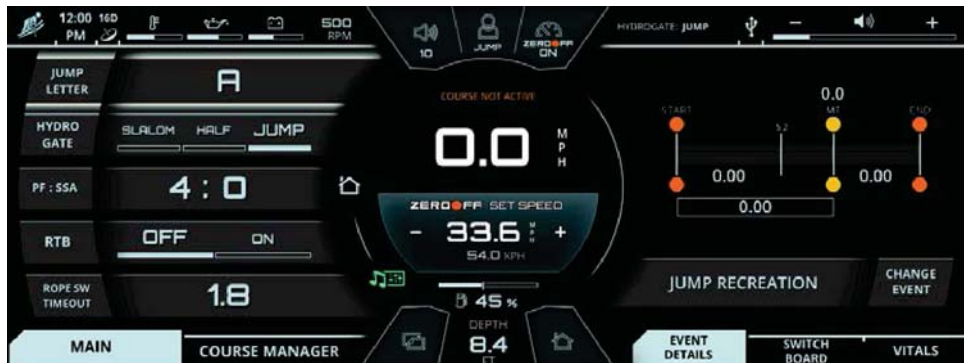 12:00 16D
PM
500
RPM
10
JUMP
ZEROOFF
ON
HYDROGATE: JUMP
− +
JUMP
LETTER
A
HYDRO
GATE
SLALOM HALF JUMP
PF : SSA
4 : 0
RTB
OFF ON
ROPE SW
TIMEOUT
1.8
COURSE NOT ACTIVE
0.0 MPH
ZEROOFF SET SPEED
- 33.6 MPH +
54.0 KPH
45 %
DEPTH
8.4
FT
0.0
START MT END
52
0.00 0.00
0.00
JUMP RECREATION
CHANGE
EVENT
MAIN
COURSE MANAGER
EVENT
DETAILS
SWITCH
BOARD
VITALS